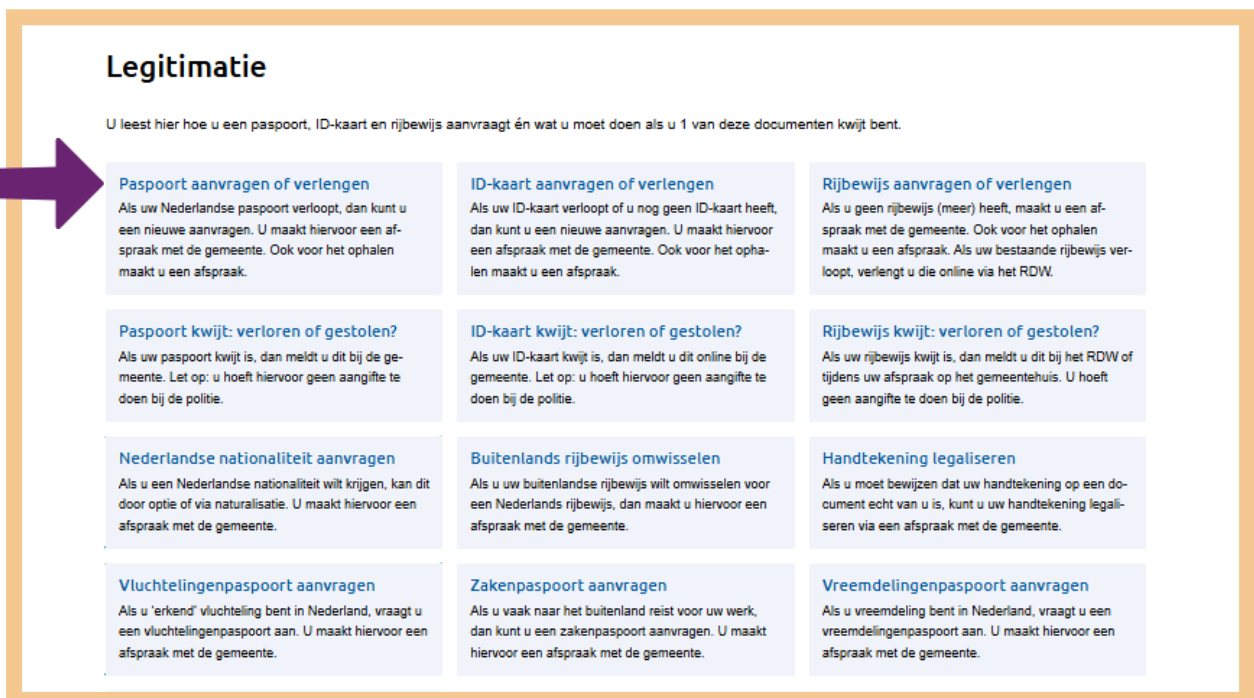 Legitimatie
U leest hier hoe u een paspoort, ID-kaart en rijbewijs aanvraagt én wat u moet doen als u 1 van deze documenten kwijt bent.
Paspoort aanvragen of verlengen
Als uw Nederlandse paspoort verloopt, dan kunt u
een nieuwe aanvragen. U maakt hiervoor een af-
spraak met de gemeente. Ook voor het ophalen
maakt u een afspraak.
ID-kaart aanvragen of verlengen
Als uw ID-kaart verloopt of u nog geen ID-kaart heeft,
dan kunt u een nieuwe aanvragen. U maakt hiervoor
een afspraak met de gemeente. Ook voor het opha-
len maakt u een afspraak.
Rijbewijs aanvragen of verlengen
Als u geen rijbewijs (meer) heeft, maakt u een af-
spraak met de gemeente. Ook voor het ophalen
maakt u een afspraak. Als uw bestaande rijbewijs ver-
loopt, verlengt u die online via het RDW.
Paspoort kwijt: verloren of gestolen?
Als uw paspoort kwijt is, dan meldt u dit bij de ge-
meente. Let op: u hoeft hiervoor geen aangifte te
doen bij de politie.
ID-kaart kwijt: verloren of gestolen?
Als uw ID-kaart kwijt is, dan meldt u dit online bij de
gemeente. Let op: u hoeft hiervoor geen aangifte te
doen bij de politie.
Rijbewijs kwijt: verloren of gestolen?
Als uw rijbewijs kwijt is, dan meldt u dit bij het RDW of
tijdens uw afspraak op het gemeentehuis. U hoeft
geen aangifte te doen bij de politie.
Nederlandse nationaliteit aanvragen
Als u een Nederlandse nationaliteit wilt krijgen, kan dit
door optie of via naturalisatie. U maakt hiervoor een
afspraak met de gemeente.
Buitenlands rijbewijs omwisselen
Als u uw buitenlandse rijbewijs wilt omwisselen voor
een Nederlands rijbewijs, dan maakt u hiervoor een
afspraak met de gemeente.
Handtekening legaliseren
Als u moet bewijzen dat uw handtekening op een do-
cument echt van u is, kunt u uw handtekening legali-
seren via een afspraak met de gemeente.
Vluchtelingenpaspoort aanvragen
Als u 'erkend' vluchteling bent in Nederland, vraagt u
een vluchtelingenpaspoort aan. U maakt hiervoor een
afspraak met de gemeente.
Zakenpaspoort aanvragen
Als u vaak naar het buitenland reist voor uw werk,
dan kunt u een zakenpaspoort aanvragen. U maakt
hiervoor een afspraak met de gemeente.
Vreemdelingenpaspoort aanvragen
Als u vreemdeling bent in Nederland, vraagt u een
vreemdelingenpaspoort aan. U maakt hiervoor een
afspraak met de gemeente.